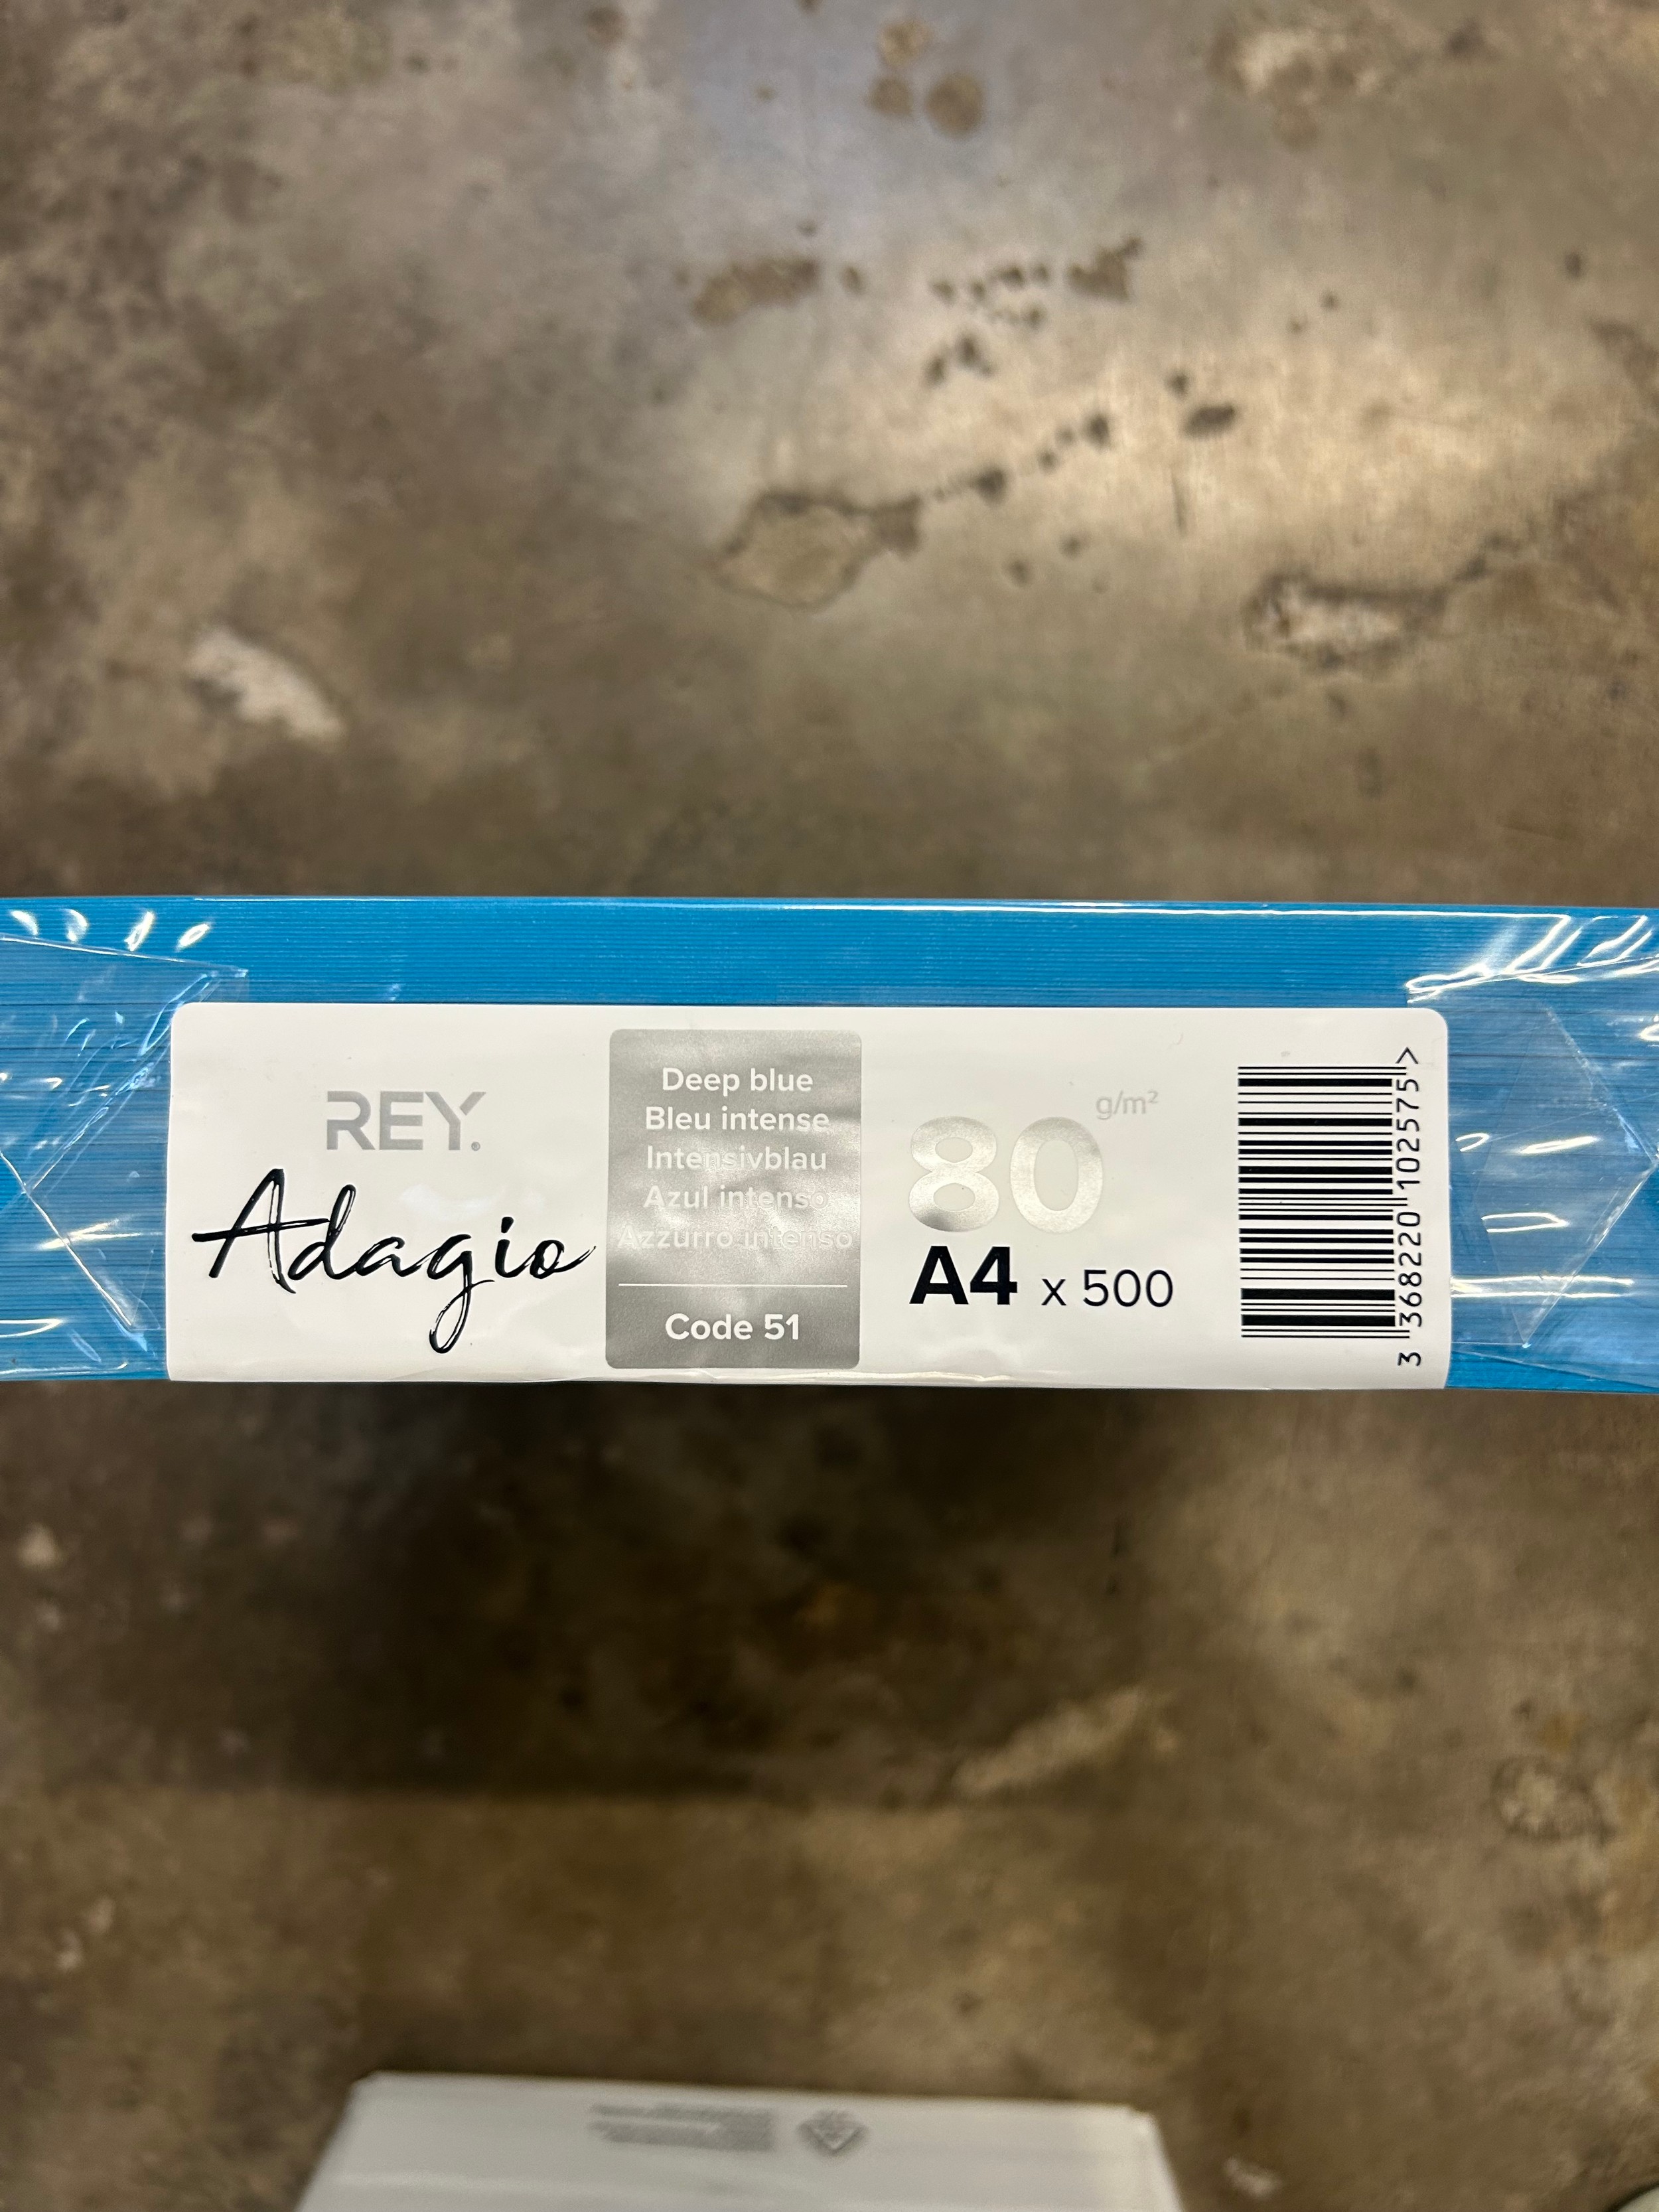 REY.
Adagio
Deep blue
Bleu intense
Intensivblau
Azul intenso
Azzurro intenso
Code 51
80 g/m²
A4 x 500
3 368220 102575 >